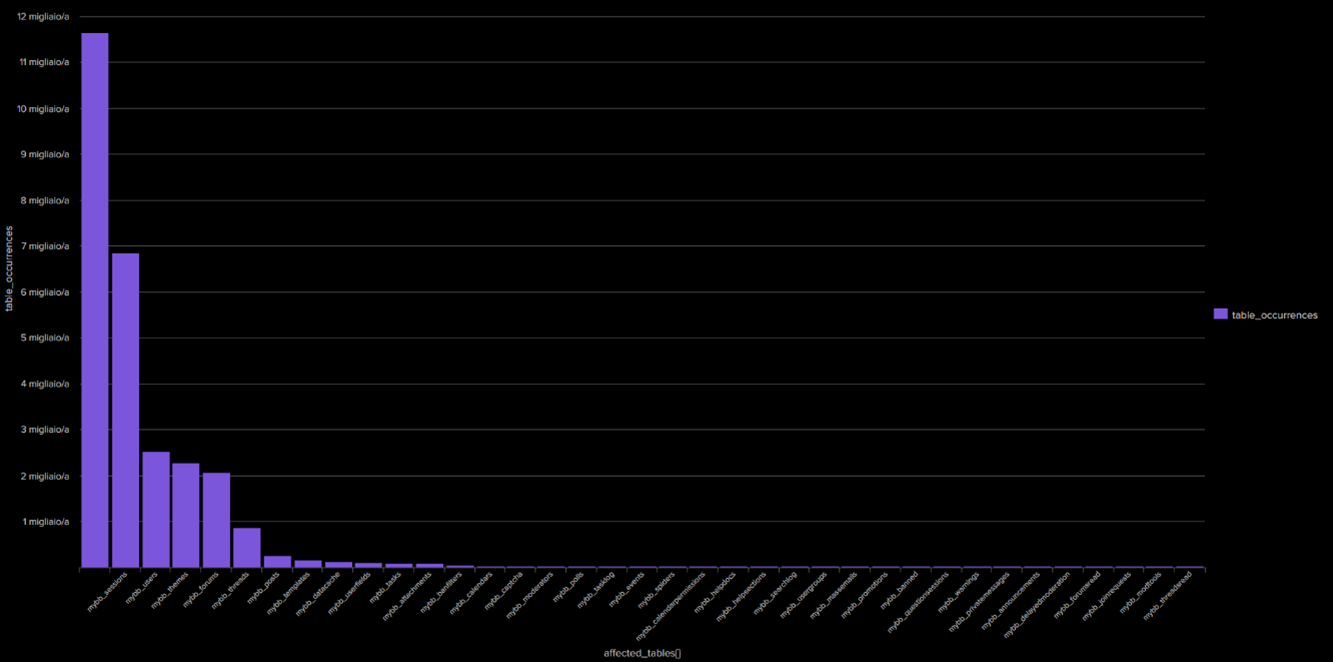 12 migliaio/a
11 migliaio/a
10 migliaio/a
9 migliaio/a
8 migliaio/a
7 migliaio/a
6 migliaio/a
5 migliaio/a
4 migliaio/a
3 migliaio/a
2 migliaio/a
1 migliaio/a
table_occurrences
mybb_sessions
mybb_users
mybb_themes
mybb_forums
mybb_threads
mybb_posts
mybb_templates
mybb_datacache
mybb_userfields
mybb_tasks
mybb_attachments
mybb_banfilters
mybb_calendars
mybb_captcha
mybb_moderators
mybb_polls
mybb_tasklog
mybb_events
mybb_spiders
mybb_calenderpermissions
mybb_helpdocs
mybb_helpsections
mybb_searchlog
mybb_usergroups
mybb_massemails
mybb_promotions
mybb_banned
mybb_questionsessions
mybb_warnings
mybb_privatemessages
mybb_announcements
mybb_delayedmoderation
mybb_forumsread
mybb_joinrequests
mybb_modtools
mybb_threadsread
affected_tables{}
table_occurrences